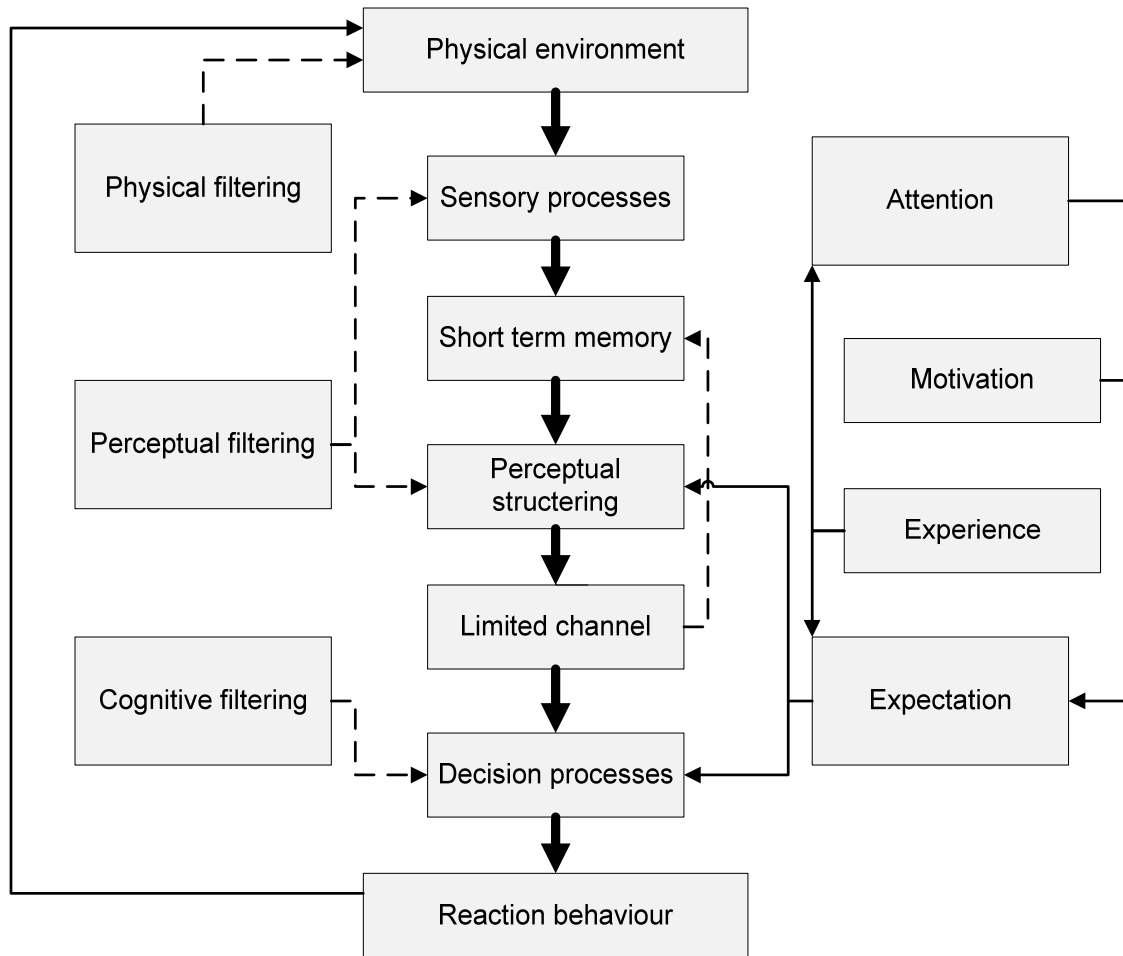 Physical environment
Physical filtering
Sensory processes
Attention
Short term memory
Motivation
Perceptual filtering
Perceptual
structering
Experience
Limited channel
Cognitive filtering
Expectation
Decision processes
Reaction behaviour